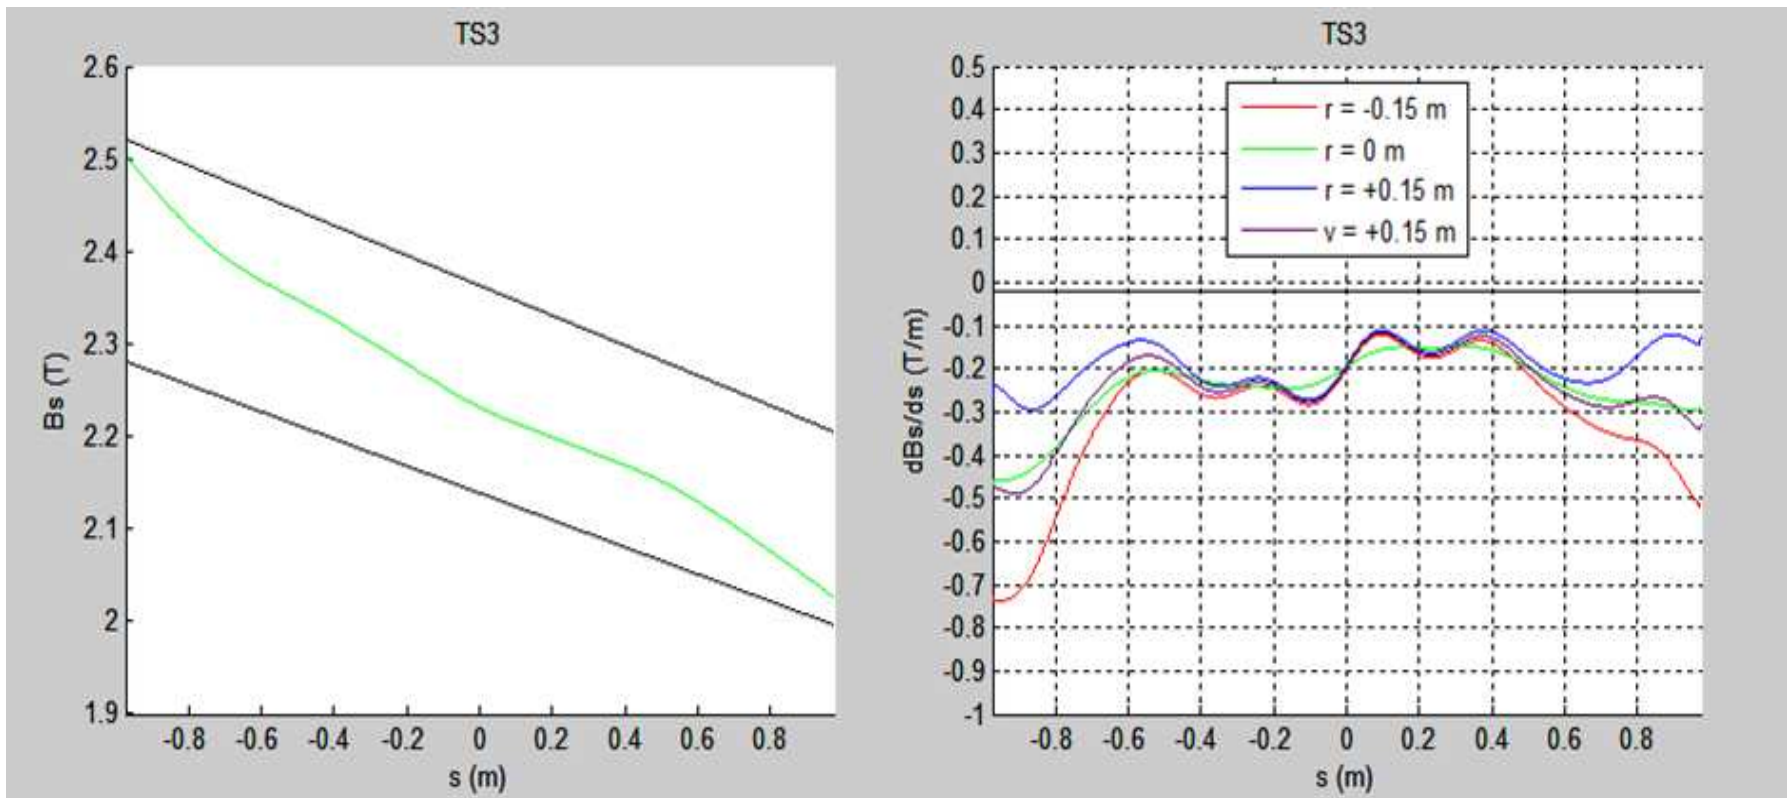 TS3
2.6
2.5
2.4
2.3
2.2
2.1
2
1.9
Bs (T)
-0.8 -0.6 -0.4 -0.2 0 0.2 0.4 0.6 0.8
s (m)
TS3
0.5
0.4
0.3
0.2
0.1
0
-0.1
-0.2
-0.3
-0.4
-0.5
-0.6
-0.7
-0.8
-0.9
-1
dBs/ds (T/m)
r = -0.15 m
r = 0 m
r = +0.15 m
v = +0.15 m
-0.8 -0.6 -0.4 -0.2 0 0.2 0.4 0.6 0.8
s (m)